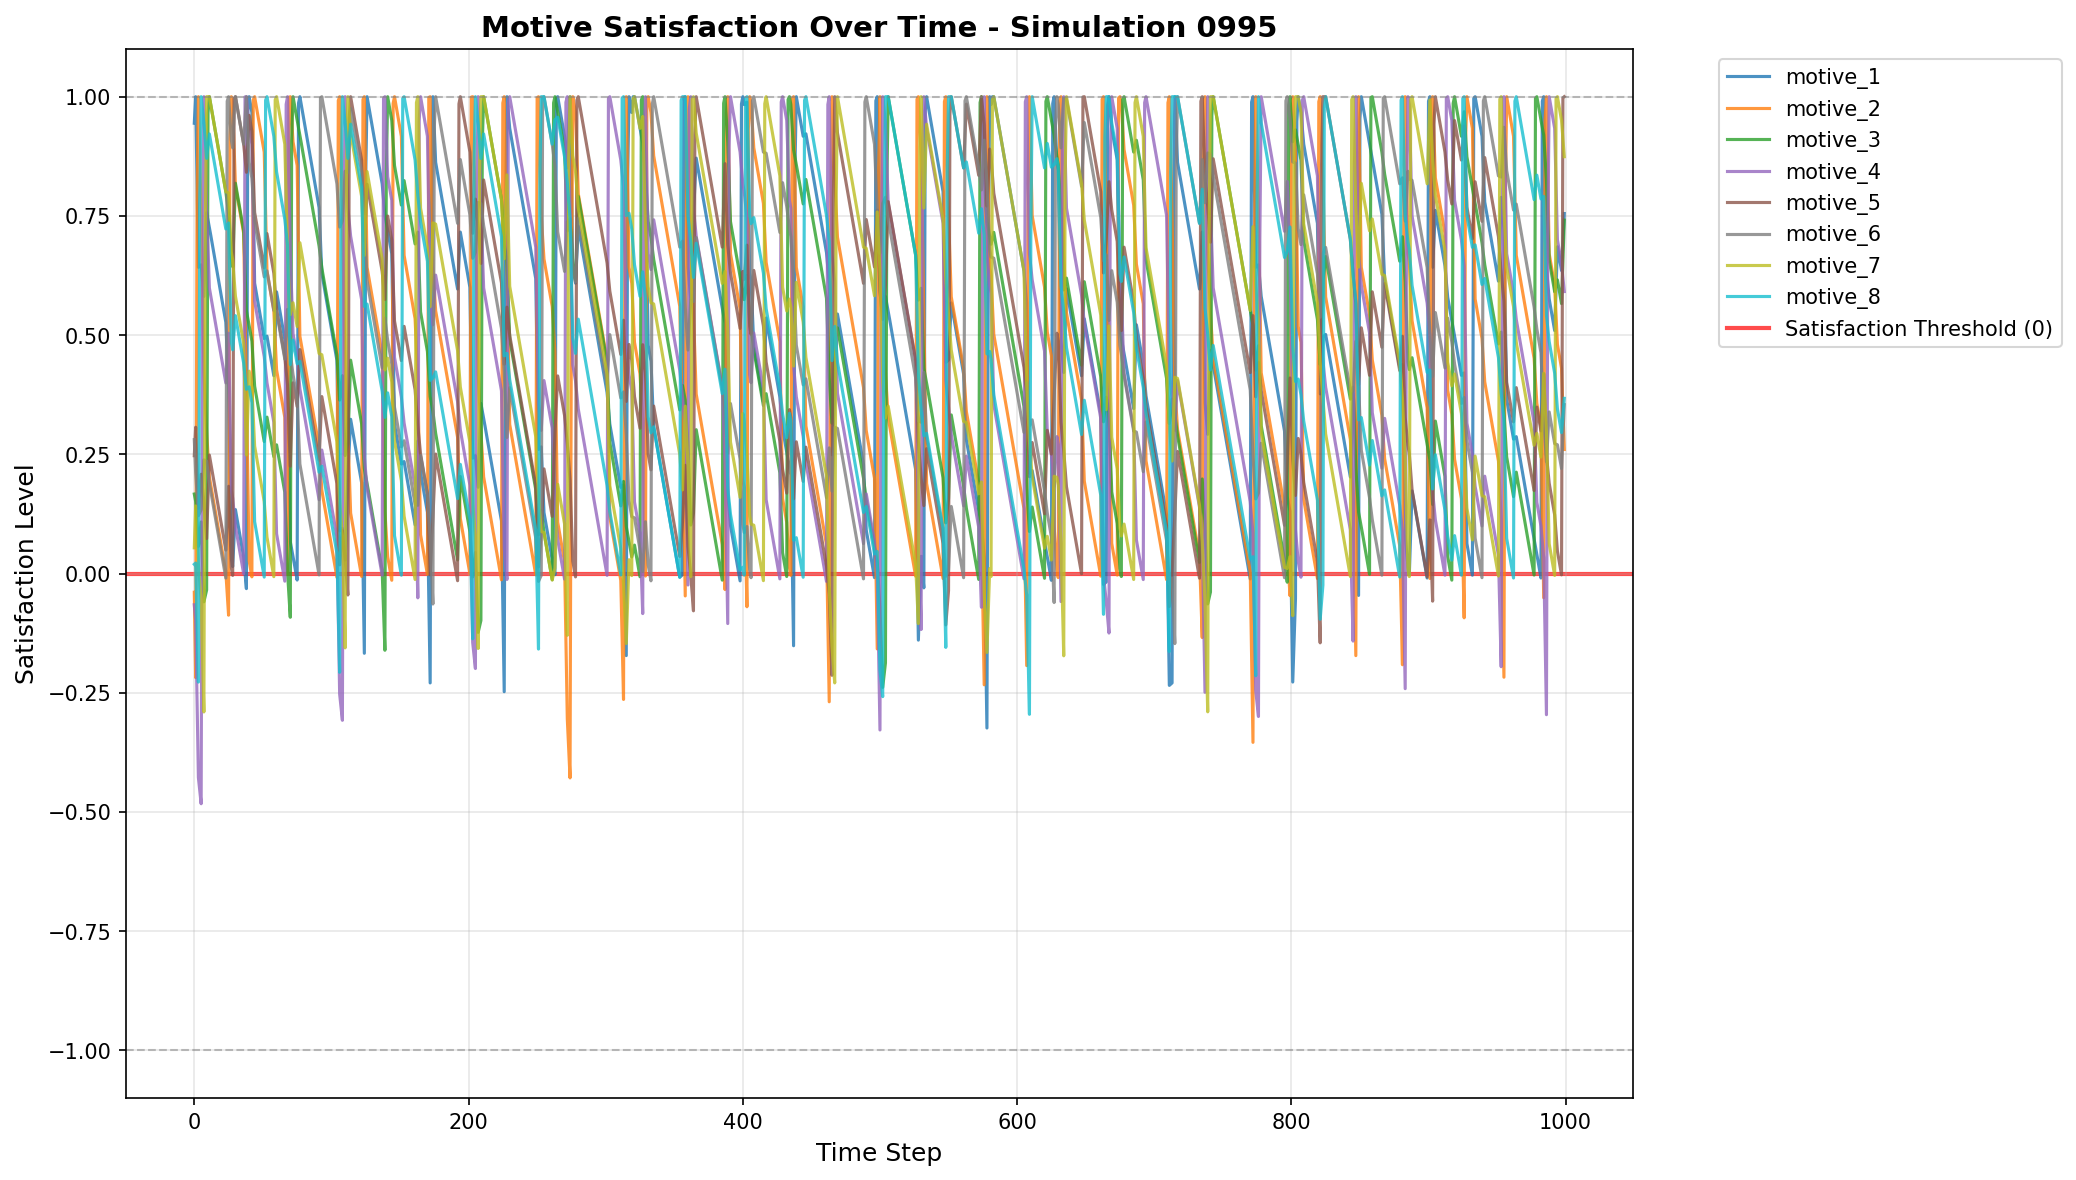 Motive Satisfaction Over Time - Simulation 0995
1.00
0.75
0.50
0.25
0.00
−0.25
−0.50
−0.75
−1.00
Satisfaction Level
0
200
400
600
800
1000
Time Step
motive_1
motive_2
motive_3
motive_4
motive_5
motive_6
motive_7
motive_8
Satisfaction Threshold (0)